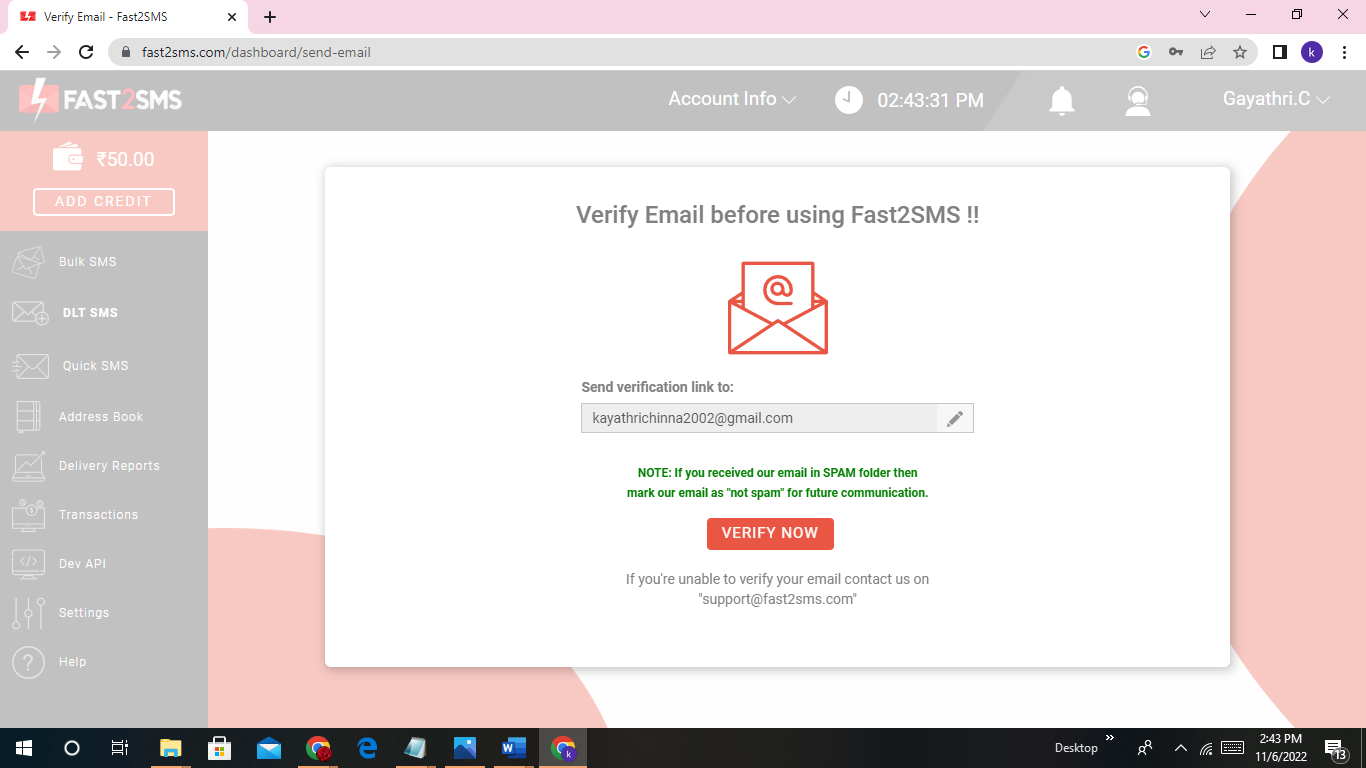 Verify Email - Fast2SMS
fast2sms.com/dashboard/send-email
k
FAST2SMS
Account Info
02:43:31 PM
Gayathri.C
₹50.00
ADD CREDIT
Bulk SMS
DLT SMS
Quick SMS
Address Book
Delivery Reports
Transactions
Dev API
Settings
Help
Verify Email before using Fast2SMS !!
@
Send verification link to:
kayathrichinna2002@gmail.com
NOTE: If you received our email in SPAM folder then
mark our email as "not spam" for future communication.
VERIFY NOW
If you're unable to verify your email contact us on
"support@fast2sms.com"
Desktop
2:43 PM
11/6/2022
13